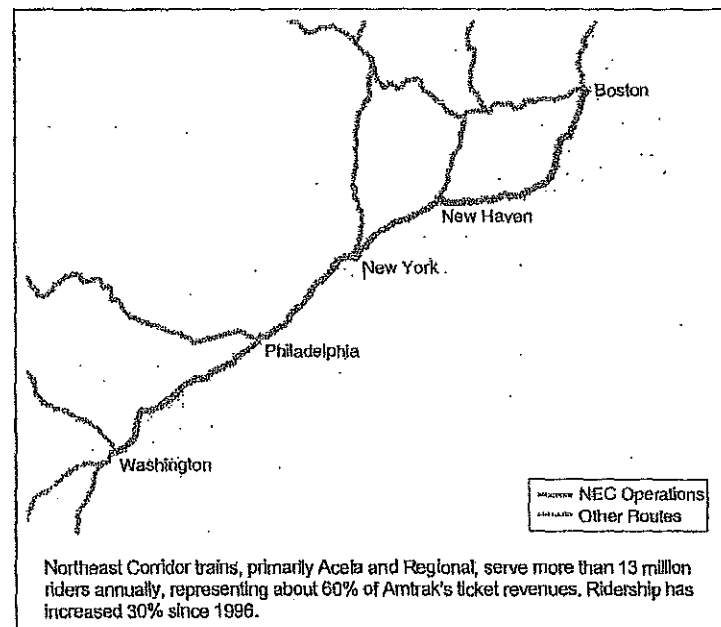 Boston
New Haven
New York
Philadelphia
Washington
NEC Operations
Other Routes
Northeast Corridor trains, primarily Acela and Regional, serve more than 13 million
riders annually, representing about 60% of Amtrak's ticket revenues. Ridership has
increased 30% since 1996.